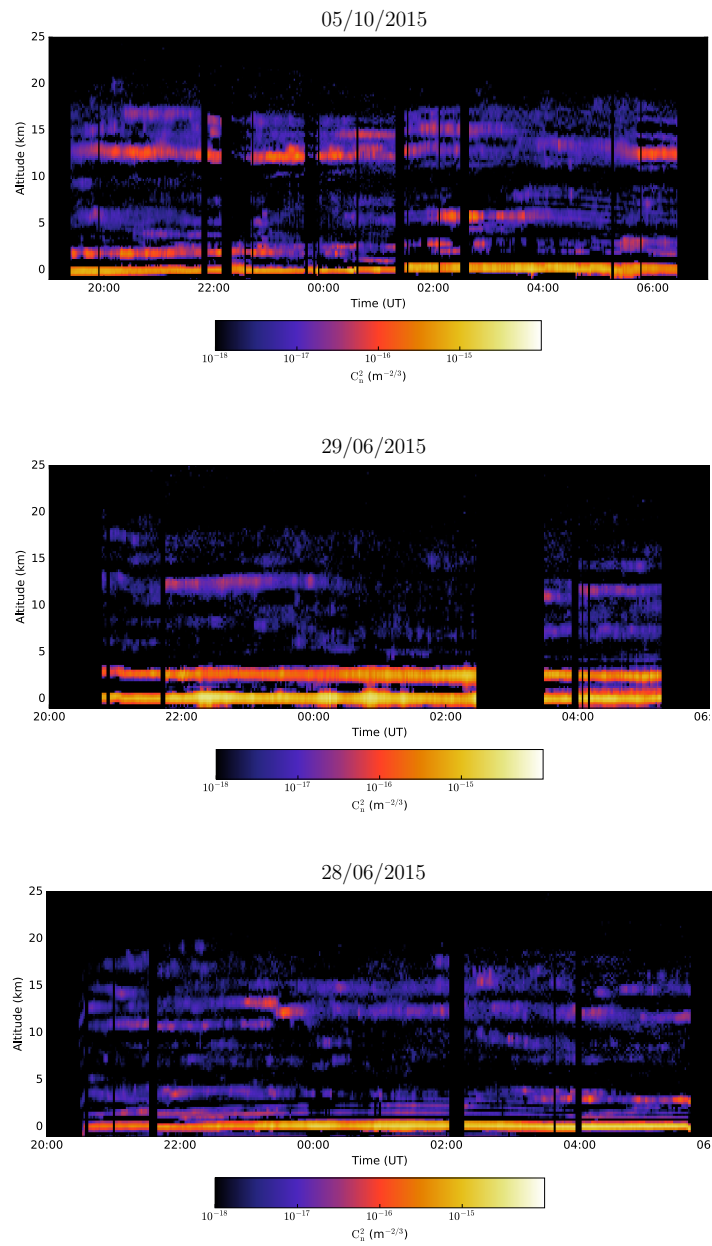 05/10/2015
25
20
15
10
5
0
Altitude (km)
20:00 22:00 00:00 02:00 04:00 06:00
Time (UT)
10⁻¹⁸ 10⁻¹⁷ 10⁻¹⁶ 10⁻¹⁵
C²ₙ (m⁻²/³)
29/06/2015
25
20
15
10
5
0
Altitude (km)
20:00 22:00 00:00 02:00 04:00 06:
Time (UT)
10⁻¹⁸ 10⁻¹⁷ 10⁻¹⁶ 10⁻¹⁵
C²ₙ (m⁻²/³)
28/06/2015
25
20
15
10
5
0
Altitude (km)
20:00 22:00 00:00 02:00 04:00 06
Time (UT)
10⁻¹⁸ 10⁻¹⁷ 10⁻¹⁶ 10⁻¹⁵
C²ₙ (m⁻²/³)